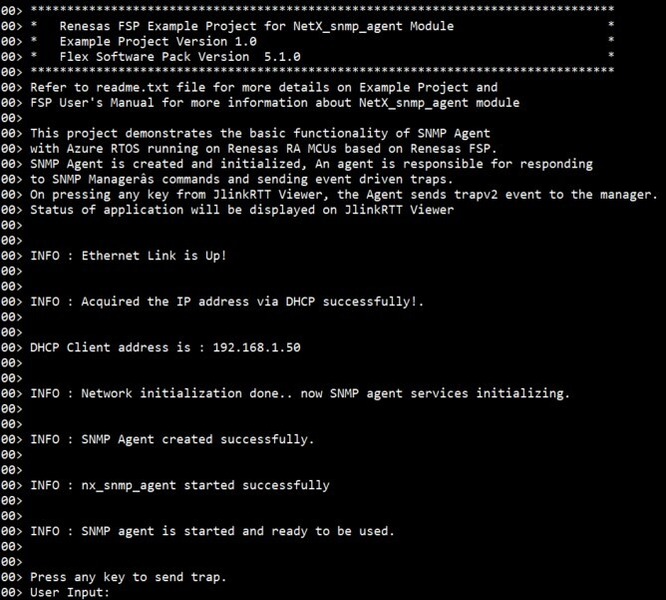 00> **********************************************************************************
00> *   Renesas FSP Example Project for NetX_snmp_agent Module                      *
00> *   Example Project Version 1.0                                                 *
00> *   Flex Software Pack Version  5.1.0                                           *
00> **********************************************************************************
00> Refer to readme.txt file for more details on Example Project and
00> FSP User's Manual for more information about NetX_snmp_agent module
00>
00> This project demonstrates the basic functionality of SNMP Agent
00> with Azure RTOS running on Renesas RA MCUs based on Renesas FSP.
00> SNMP Agent is created and initialized, An agent is responsible for responding
00> to SNMP Managerâs commands and sending event driven traps.
00> On pressing any key from JlinkRTT Viewer, the Agent sends trapv2 event to the manager.
00> Status of application will be displayed on JlinkRTT Viewer
00>
00>
00> INFO : Ethernet Link is Up!
00>
00>
00> INFO : Acquired the IP address via DHCP successfully!.
00>
00>
00> DHCP Client address is : 192.168.1.50
00>
00>
00> INFO : Network initialization done.. now SNMP agent services initializing.
00>
00>
00> INFO : SNMP Agent created successfully.
00>
00>
00> INFO : nx_snmp_agent started successfully
00>
00>
00> INFO : SNMP agent is started and ready to be used.
00>
00>
00> Press any key to send trap.
00> User Input: